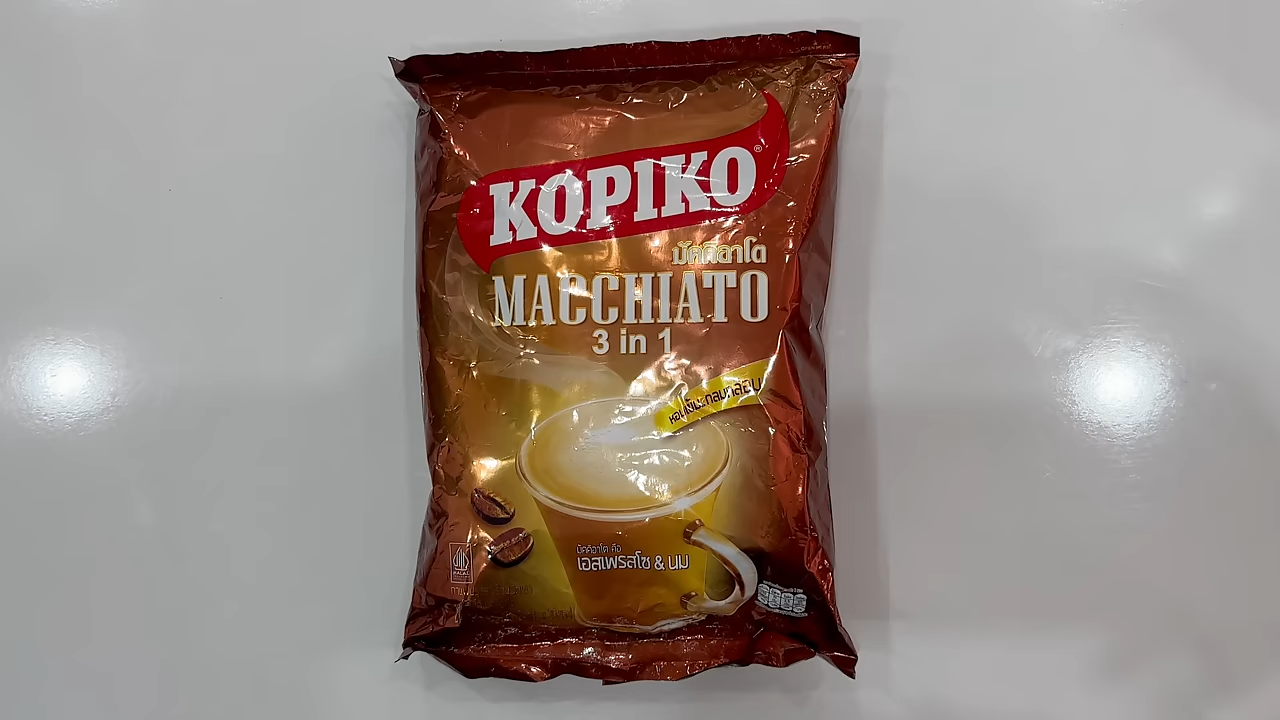 KOPIKO®
มัคคิอาโต
MACCHIATO
3 in 1
มัคคิอาโต คือ
เอสเพรสโซ & นม
HALAL